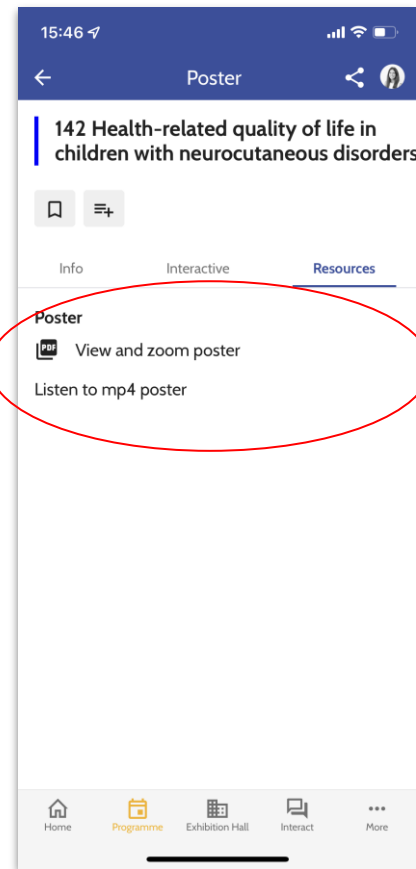 15:46
Poster
142 Health-related quality of life in
children with neurocutaneous disorders
Info Interactive Resources
Poster
PDF View and zoom poster
Listen to mp4 poster
Home Programme Exhibition Hall Interact More